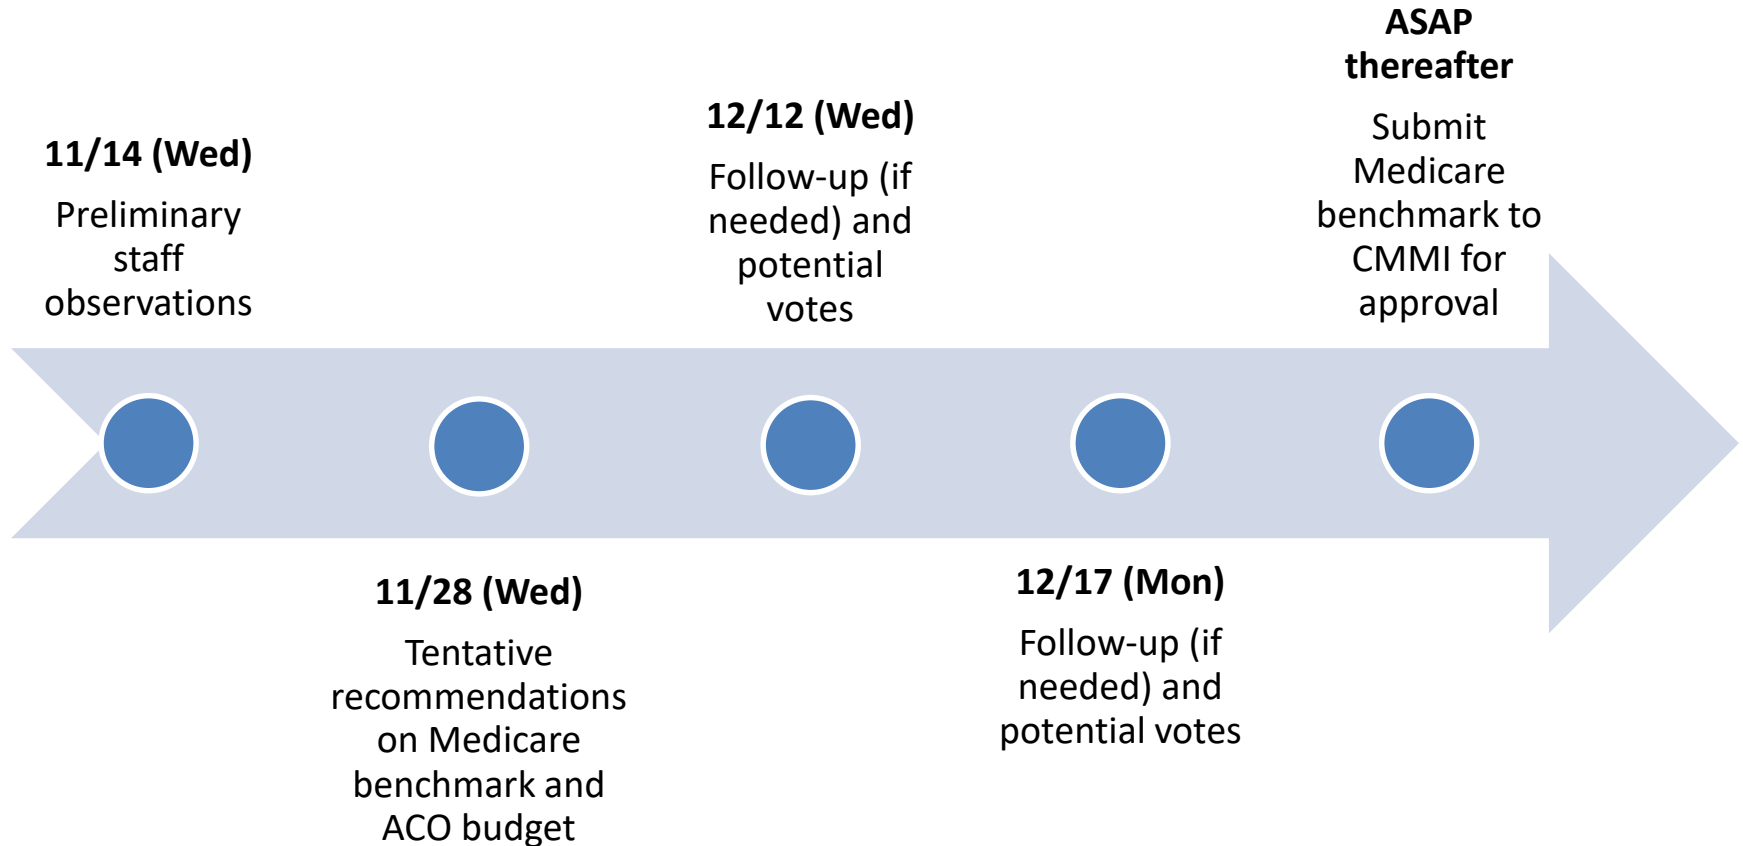 11/14 (Wed)
Preliminary
staff
observations
11/28 (Wed)
Tentative
recommendations
on Medicare
benchmark and
ACO budget
12/12 (Wed)
Follow-up (if
needed) and
potential
votes
12/17 (Mon)
Follow-up (if
needed) and
potential votes
ASAP
thereafter
Submit
Medicare
benchmark to
CMMI for
approval